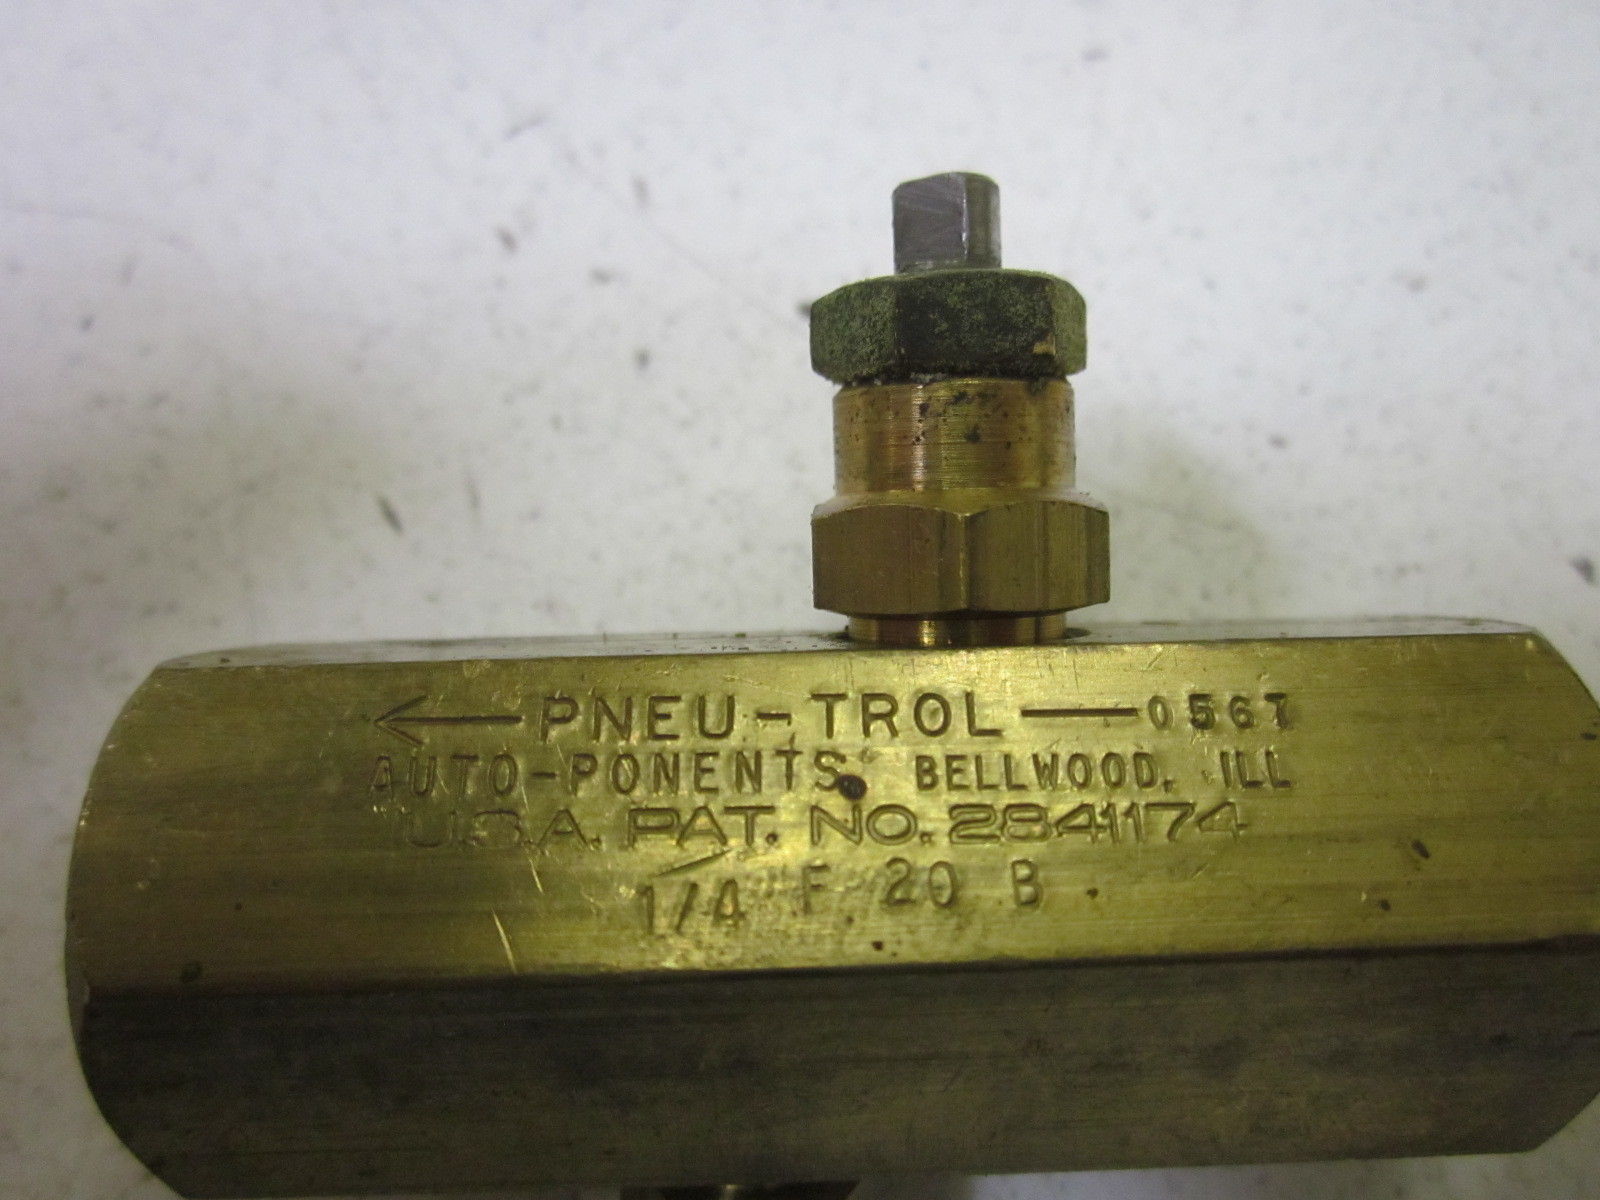 ← PNEU-TROL — 0567
AUTO-PONENTS BELLWOOD, ILL
U.S.A. PAT. NO. 2841174
1/4 F 20 B